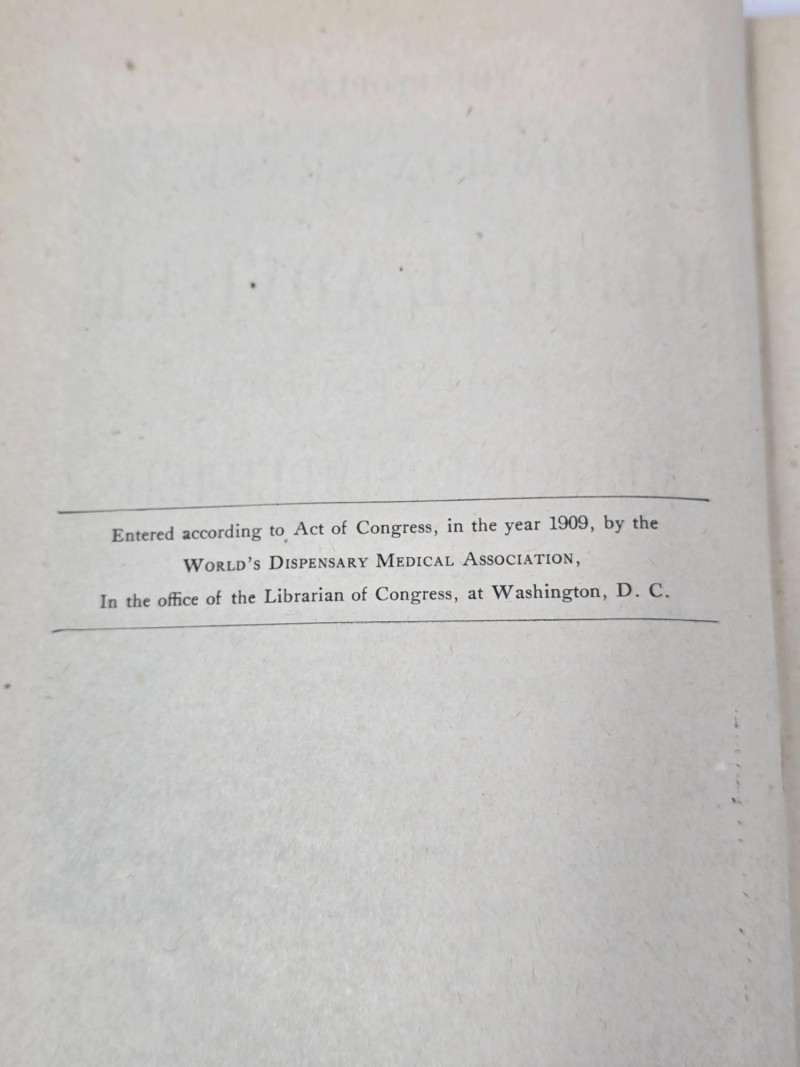 Entered according to Act of Congress, in the year 1909, by the
WORLD'S DISPENSARY MEDICAL ASSOCIATION,
In the office of the Librarian of Congress, at Washington, D. C.